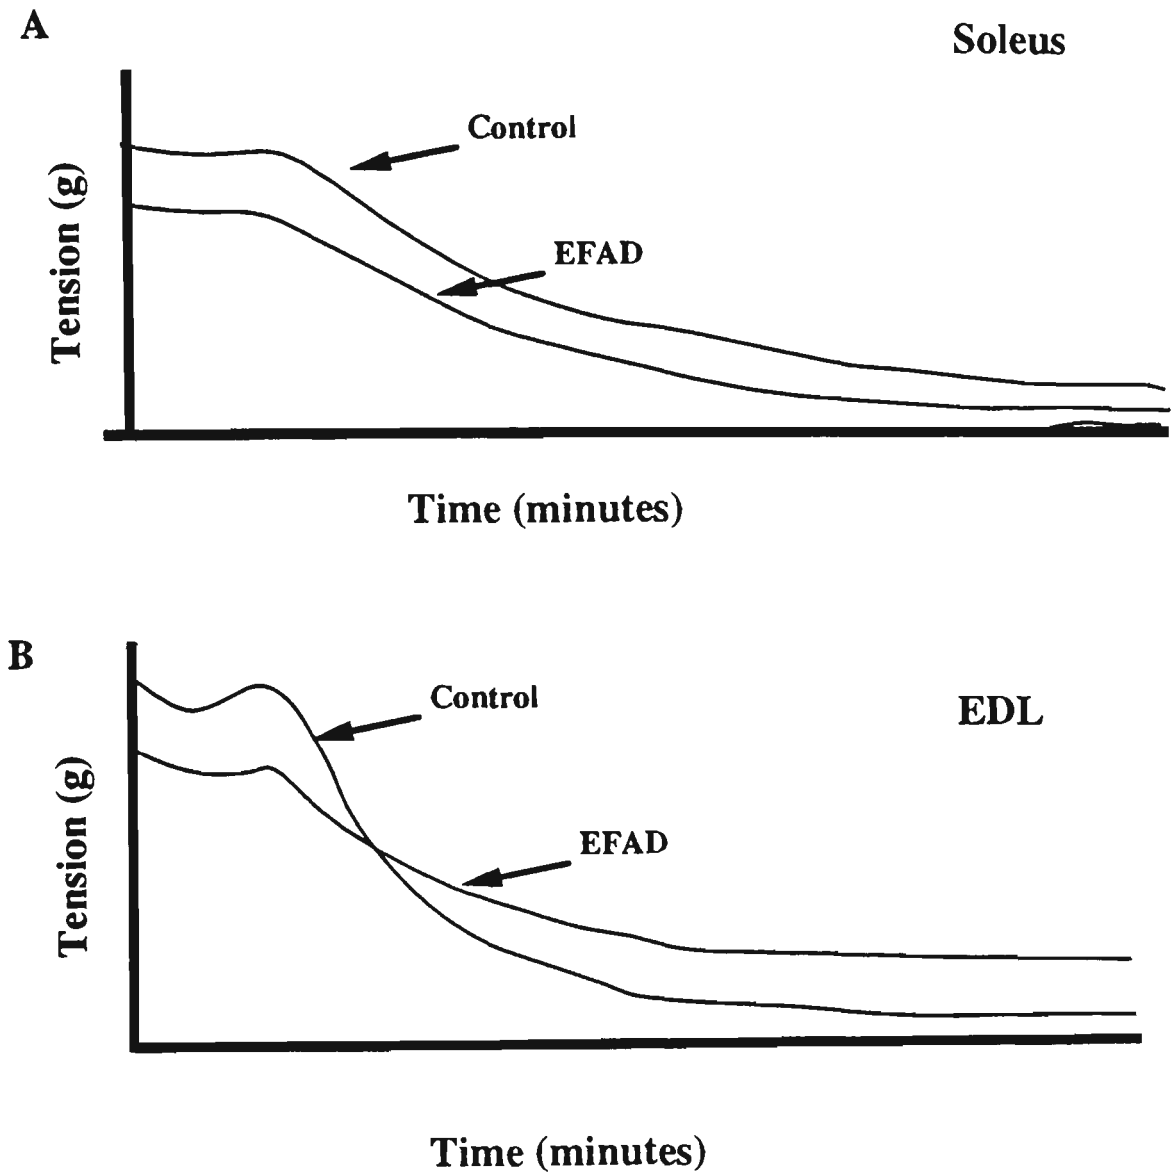 A
Soleus
Control
EFAD
Tension (g)
Time (minutes)
B
Control
EDL
EFAD
Tension (g)
Time (minutes)